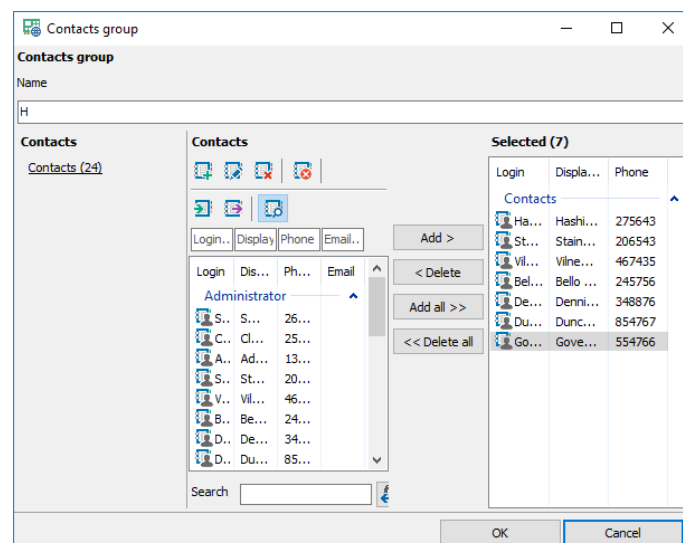 Contacts group
Contacts group
Name
H
Contacts
Contacts (24)
Contacts
Login.. Display Phone Email..
Login Dis... Ph... Email
Administrator
S.. S... 26...
C.. Cl... 25...
A.. Ad... 13...
S.. St... 20...
V.. Vil... 46...
B.. Be... 24...
D.. De... 34...
D.. Du... 85...
Search
Add >
< Delete
Add all >>
<< Delete all
Selected (7)
Login Displa... Phone
Contacts
Ha... Hashi... 275643
St... Stain... 206543
Vil... Vilne... 467435
Bel... Bello ... 245756
De... Denni... 348876
Du... Dunc... 854767
Go... Gove... 554766
OK Cancel